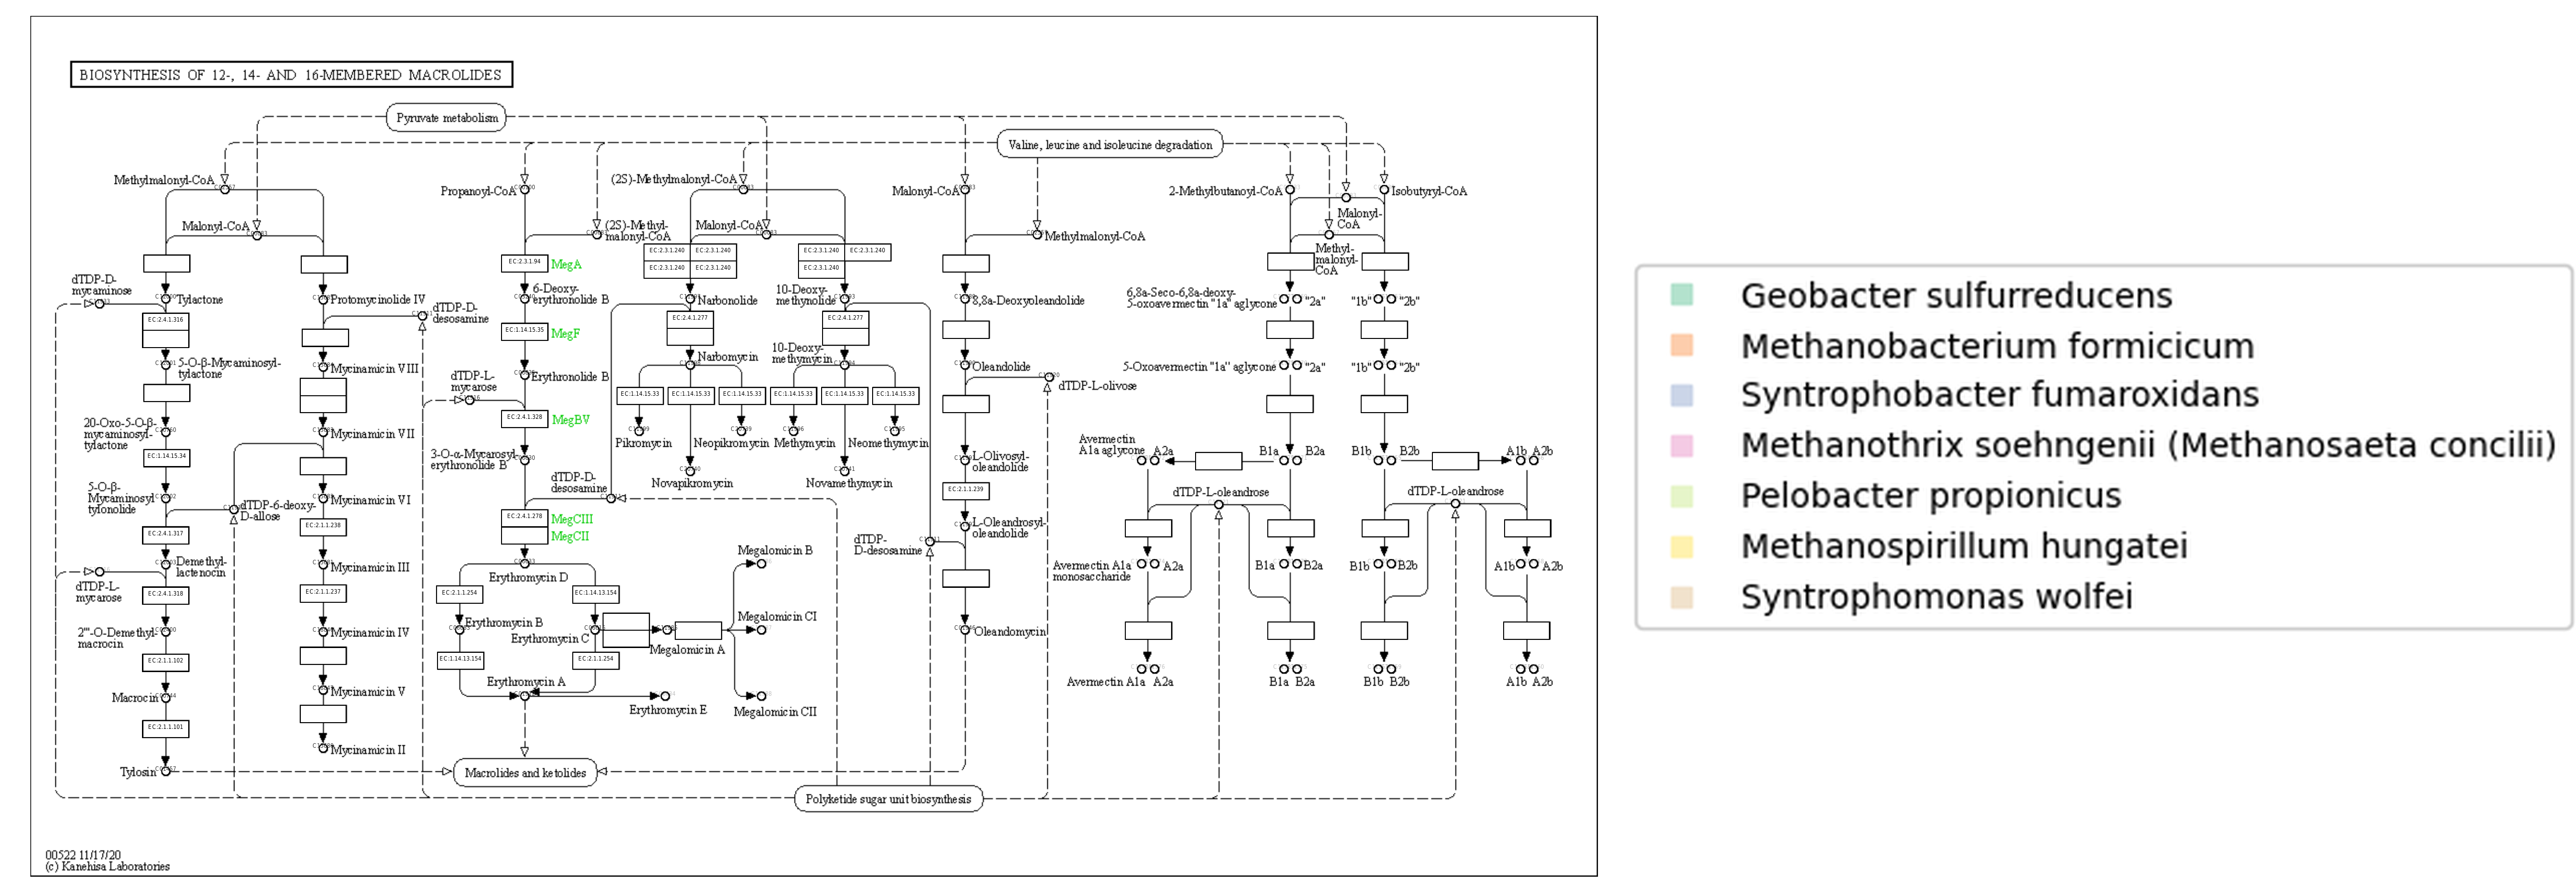 BIOSYNTHESIS OF 12-, 14- AND 16-MEMBERED MACROLIDES
Pyruvate metabolism
Valine, leucine and isoleucine degradation
Methylmalonyl-CoA
Malonyl-CoA
Propanoyl-CoA
(2S)-Methyl-
malonyl-CoA
(2S)-Methylmalonyl-CoA
Malonyl-CoA
Malonyl-CoA
Methylmalonyl-CoA
2-Methylbutanoyl-CoA
Isobutyryl-CoA
Malonyl-
CoA
Methyl-
malonyl-
CoA
dTDP-D-
mycaminose
Tylactone
EC:2.4.1.316
5-O-β-Mycaminosyl-
tylactone
20-Oxo-5-O-β-
mycaminosyl-
tylactone
EC:1.14.15.34
5-O-β-
Mycaminosyl
tylonolide
dTDP-6-deoxy-
D-allose
EC:2.4.1.317
Demethyl-
lactenocin
dTDP-L-
mycarose
EC:2.4.1.318
2'''-O-Demethyl-
macrocin
EC:2.1.1.102
Macrocin
EC:2.1.1.101
Tylosin
Protomycinolide IV
dTDP-D-
desosamine
Mycinamicin VIII
Mycinamicin VII
Mycinamicin VI
EC:2.1.1.238
Mycinamicin III
EC:2.1.1.237
Mycinamicin IV
Mycinamicin V
Mycinamicin II
EC:2.3.1.94
MegA
6-Deoxy-
erythronolide B
EC:1.14.15.35
MegF
Erythronolide B
dTDP-L-
mycarose
EC:2.4.1.328
MegBV
3-O-α-Mycarosyl-
erythronolide B
dTDP-D-
desosamine
EC:2.4.1.278
MegCIII
MegCII
Erythromycin D
EC:2.1.1.254
EC:1.14.13.154
Erythromycin B
Erythromycin C
EC:1.14.13.154
EC:2.1.1.254
Erythromycin A
Erythromycin E
Megalomicin A
Megalomicin B
Megalomicin CI
Megalomicin CII
EC:2.3.1.240
EC:2.3.1.240
EC:2.3.1.240
EC:2.3.1.240
Narbonolide
EC:2.4.1.277
Narbomycin
EC:1.14.15.33
EC:1.14.15.33
EC:1.14.15.33
Pikromycin
Neopikromycin
Novapikromycin
EC:2.3.1.240
EC:2.3.1.240
EC:2.3.1.240
10-Deoxy-
methynolide
EC:2.4.1.277
10-Deoxy-
methymycin
EC:1.14.15.33
EC:1.14.15.33
EC:1.14.15.33
Methymycin
Neomethymycin
Novamethymycin
8,8a-Deoxyoleandolide
Oleandolide
dTDP-L-olivose
L-Olivosyl-
oleandolide
EC:2.1.1.239
L-Oleandrosyl-
oleandolide
dTDP-
D-desosamine
Oleandomycin
6,8a-Seco-6,8a-deoxy-
5-oxoavermectin "1a" aglycone
"2a"
"1b"
"2b"
5-Oxoavermectin "1a" aglycone
"2a"
"1b"
"2b"
Avermectin
A1a aglycone
A2a
B1a
B2a
B1b
B2b
A1b
A2b
dTDP-L-oleandrose
dTDP-L-oleandrose
Avermectin A1a
monosaccharide
A2a
B1a
B2a
B1b
B2b
A1b
A2b
Avermectin A1a A2a
B1a B2a
B1b B2b
A1b A2b
Macrolides and ketolides
Polyketide sugar unit biosynthesis
00522 11/17/20
(c) Kanehisa Laboratories
Geobacter sulfurreducens
Methanobacterium formicicum
Syntrophobacter fumaroxidans
Methanothrix soehngenii (Methanosaeta concilii)
Pelobacter propionicus
Methanospirillum hungatei
Syntrophomonas wolfei